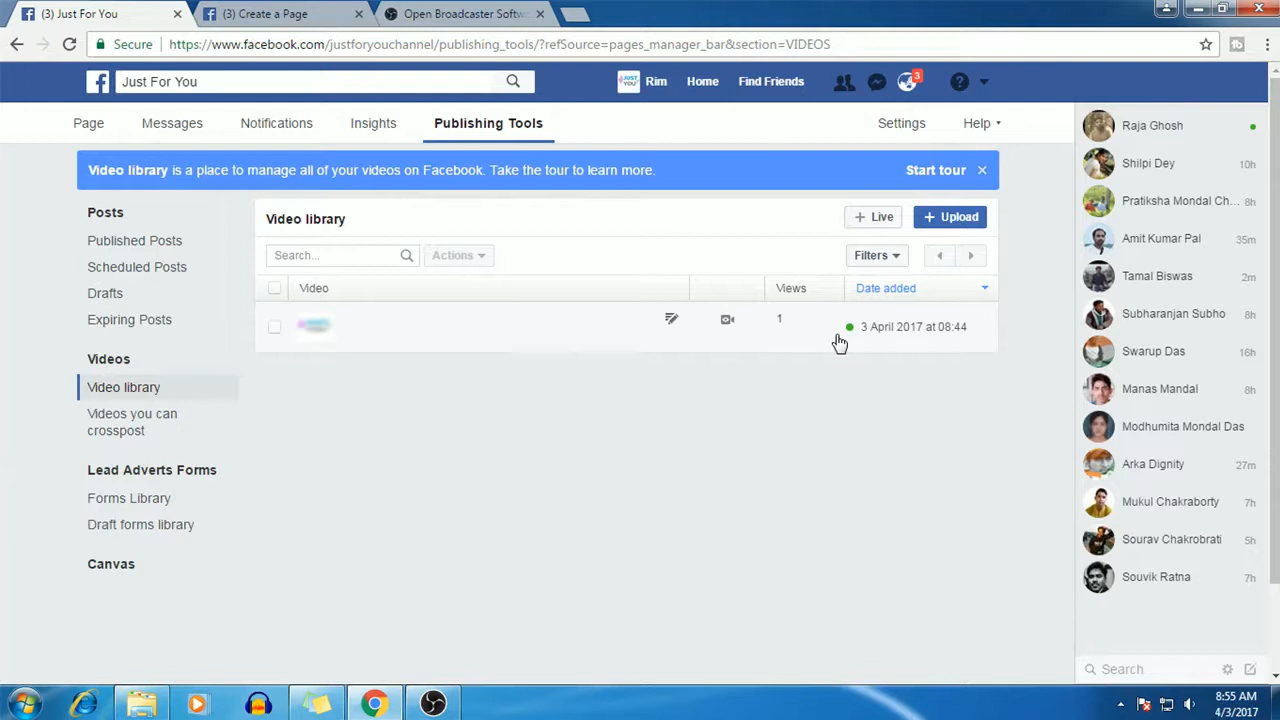 (3) Just For You
(3) Create a Page
Open Broadcaster Softw
Secure
https://www.facebook.com/justforyouchannel/publishing_tools/?refSource=pages_manager_bar&section=VIDEOS
Just For You
Rim
Home
Find Friends
3
Page
Messages
Notifications
Insights
Publishing Tools
Settings
Help
Video library is a place to manage all of your videos on Facebook. Take the tour to learn more.
Start tour
Posts
Published Posts
Scheduled Posts
Drafts
Expiring Posts
Videos
Video library
Videos you can
crosspost
Lead Adverts Forms
Forms Library
Draft forms library
Canvas
Video library
+ Live
+ Upload
Search...
Actions
Filters
Video
Views
Date added
1
3 April 2017 at 08:44
Raja Ghosh
Shilpi Dey 10h
Pratiksha Mondal Ch... 8h
Amit Kumar Pal 35m
Tamal Biswas 2m
Subharanjan Subho 8h
Swarup Das 16h
Manas Mandal 8h
Modhumita Mondal Das
Arka Dignity 27m
Mukul Chakraborty 7h
Sourav Chakrobrati 5h
Souvik Ratna 7h
Search
8:55 AM
4/3/2017